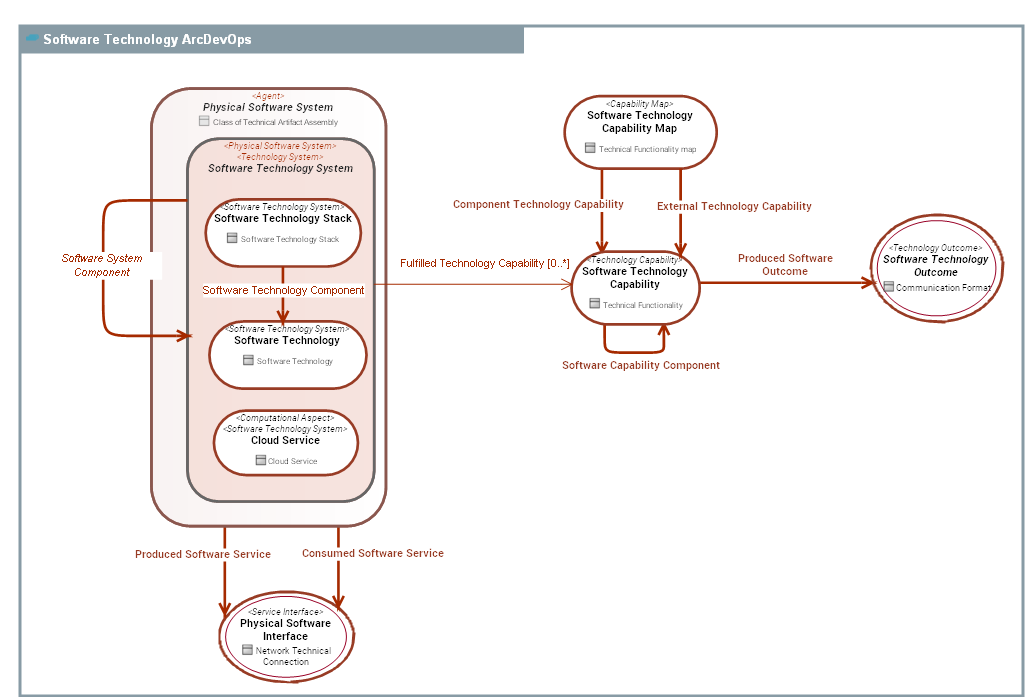 Software Technology ArcDevOps
<Agent>
Physical Software System
Class of Technical Artifact Assembly
<Physical Software System>
<Technology System>
Software Technology System
<Software Technology System>
Software Technology Stack
Software Technology Stack
Software System
Component
Software Technology Component
<Software Technology System>
Software Technology
Software Technology
<Computational Aspect>
<Software Technology System>
Cloud Service
Cloud Service
Produced Software Service
Consumed Software Service
<Service Interface>
Physical Software
Interface
Network Technical
Connection
Fulfilled Technology Capability [0..*]
<Capability Map>
Software Technology
Capability Map
Technical Functionality map
Component Technology Capability
External Technology Capability
<Technology Capability>
Software Technology
Capability
Technical Functionality
Software Capability Component
Produced Software
Outcome
<Technology Outcome>
Software Technology
Outcome
Communication Format